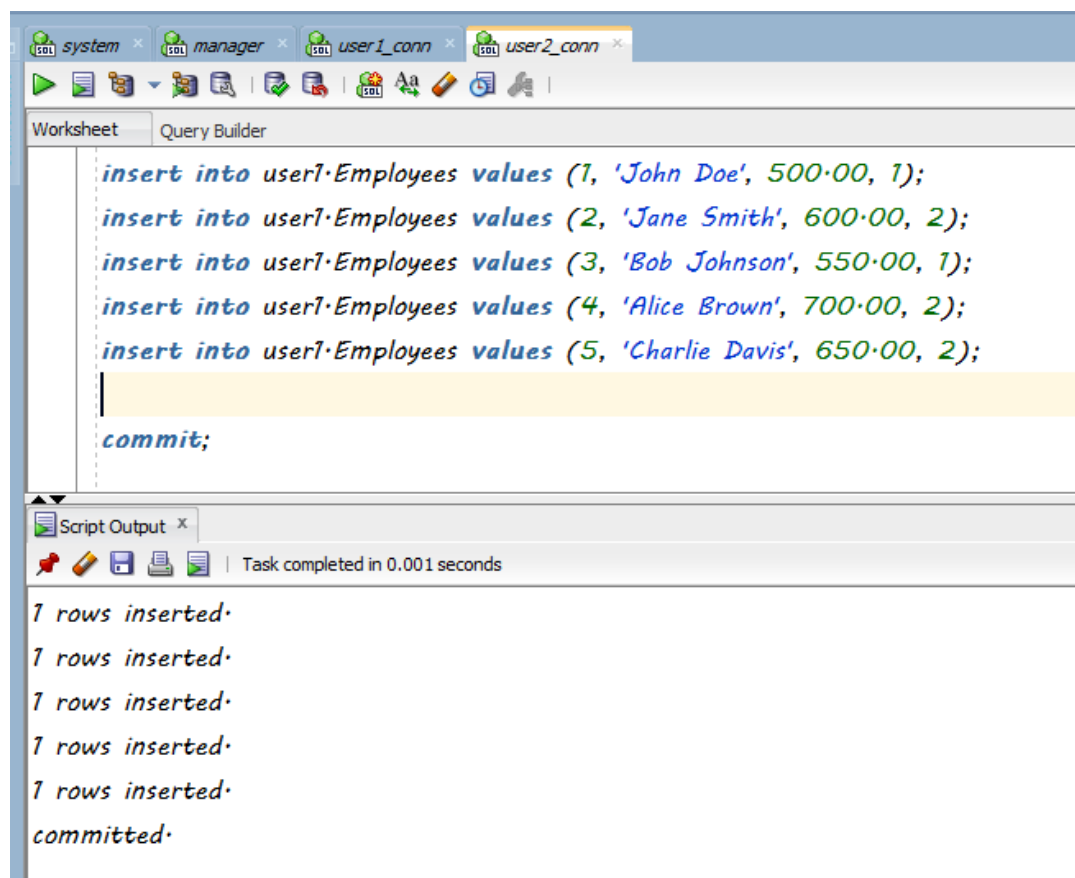 system manager user1_conn user2_conn
Worksheet Query Builder
insert into user1.Employees values (1, 'John Doe', 500.00, 1);
insert into user1.Employees values (2, 'Jane Smith', 600.00, 2);
insert into user1.Employees values (3, 'Bob Johnson', 550.00, 1);
insert into user1.Employees values (4, 'Alice Brown', 700.00, 2);
insert into user1.Employees values (5, 'Charlie Davis', 650.00, 2);
commit;
Script Output x
Task completed in 0.001 seconds
1 rows inserted.
1 rows inserted.
1 rows inserted.
1 rows inserted.
1 rows inserted.
committed.